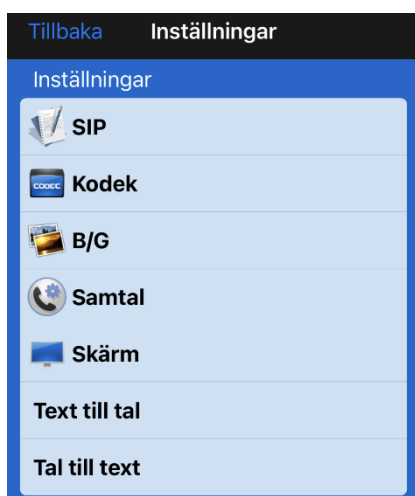 Tillbaka Inställningar
Inställningar
SIP
CODEC Kodek
B/G
Samtal
Skärm
Text till tal
Tal till text